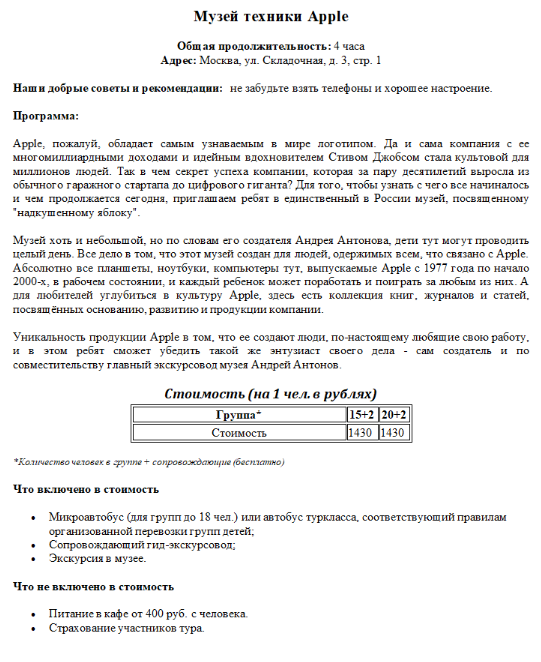 Музей техники Apple
Общая продолжительность: 4 часа
Адрес: Москва, ул. Складочная, д. 3, стр. 1
Наши добрые советы и рекомендации: не забудьте взять телефоны и хорошее настроение.
Программа:
Apple, пожалуй, обладает самым узнаваемым в мире логотипом. Да и сама компания с ее
многомиллиардными доходами и идейным вдохновителем Стивом Джобсом стала культовой для
миллионов людей. Так в чем секрет успеха компании, которая за пару десятилетий выросла из
обычного гаражного стартапа до цифрового гиганта? Для того, чтобы узнать с чего все начиналось
и чем продолжается сегодня, приглашаем ребят в единственный в России музей, посвященному
"надкушенному яблоку".
Музей хоть и небольшой, но по словам его создателя Андрея Антонова, дети тут могут проводить
целый день. Все дело в том, что этот музей создан для людей, одержимых всем, что связано с Apple.
Абсолютно все планшеты, ноутбуки, компьютеры тут, выпускаемые Apple с 1977 года по начало
2000-х, в рабочем состоянии, и каждый ребенок может поработать и поиграть за любым из них. А
для любителей углубиться в культуру Apple, здесь есть коллекция книг, журналов и статей,
посвящённых основанию, развитию и продукции компании.
Уникальность продукции Apple в том, что ее создают люди, по-настоящему любящие свою работу,
и в этом ребят сможет убедить такой же энтузиаст своего дела - сам создатель и по
совместительству главный экскурсовод музея Андрей Антонов.
Стоимость (на 1 чел. в рублях)
Группа* 15+2 20+2
Стоимость 1430 1430
*Количество человек в группе + сопровождающие (бесплатно)
Что включено в стоимость
• Микроавтобус (для групп до 18 чел.) или автобус туркласса, соответствующий правилам
организованной перевозки групп детей;
• Сопровождающий гид-экскурсовод;
• Экскурсия в музее.
Что не включено в стоимость
• Питание в кафе от 400 руб. с человека.
• Страхование участников тура.